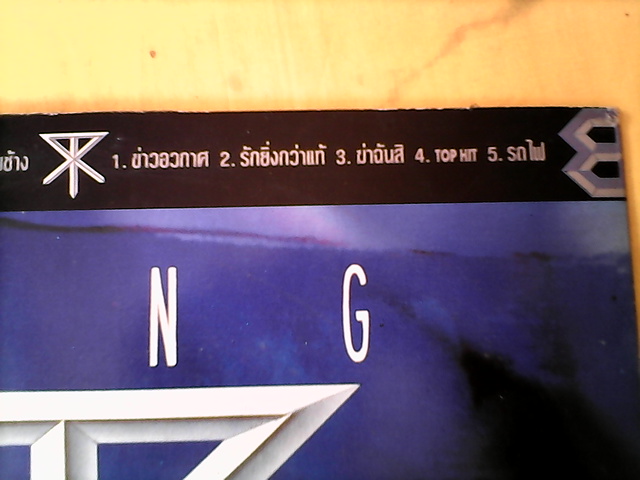 ช้าง 1. ข่าวอวกาศ 2. รักยิ่งกว่าแท้ 3. ฆ่าฉันสิ 4. TOP HIT 5. รถไฟ
N G